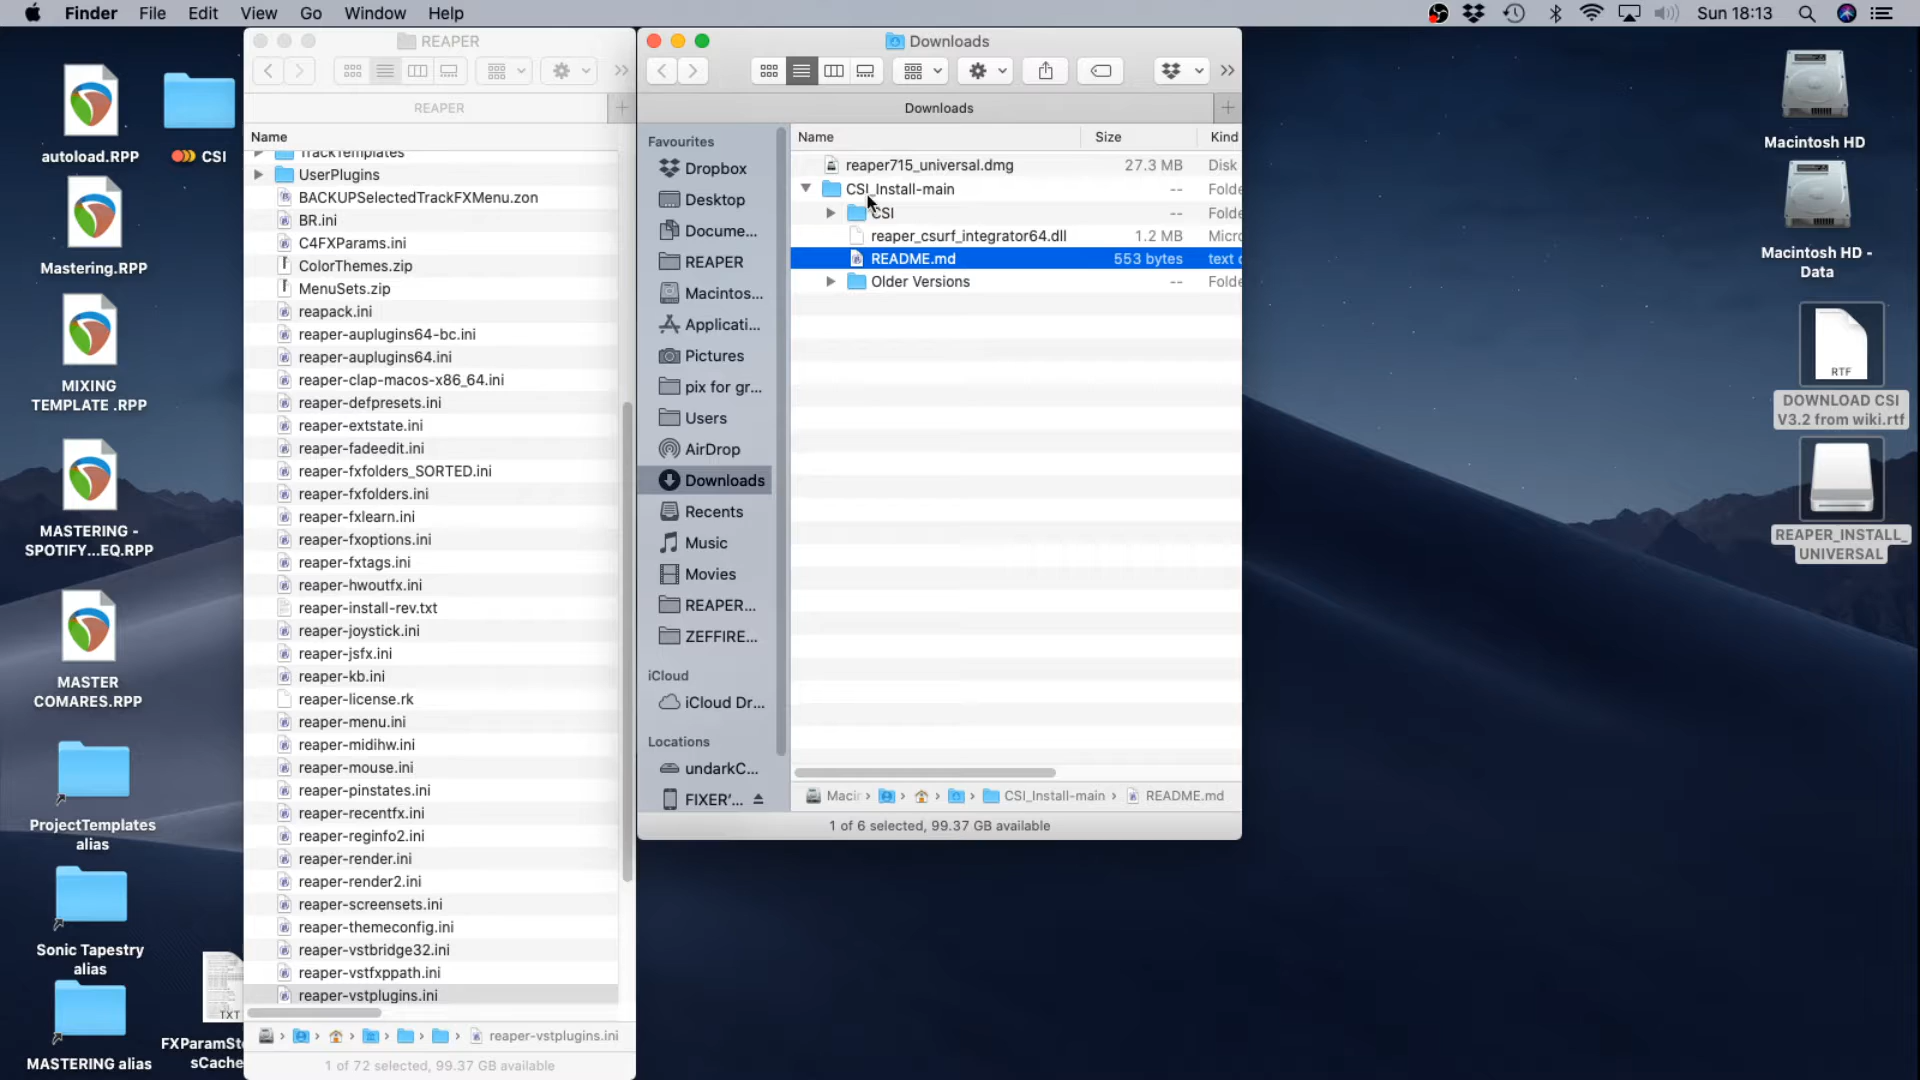 Finder File Edit View Go Window Help
Sun 18:13
autoload.RPP
CSI
Mastering.RPP
MIXING
TEMPLATE .RPP
MASTERING -
SPOTIFY...EQ.RPP
MASTER
COMARES.RPP
ProjectTemplates
alias
Sonic Tapestry
alias
MASTERING alias
TXT
FXParamSte
sCache
REAPER
REAPER
Name
TrackTemplates
UserPlugins
BACKUPSelectedTrackFXMenu.zon
BR.ini
C4FXParams.ini
ColorThemes.zip
MenuSets.zip
reapack.ini
reaper-auplugins64-bc.ini
reaper-auplugins64.ini
reaper-clap-macos-x86_64.ini
reaper-defpresets.ini
reaper-extstate.ini
reaper-fadeedit.ini
reaper-fxfolders_SORTED.ini
reaper-fxfolders.ini
reaper-fxlearn.ini
reaper-fxoptions.ini
reaper-fxtags.ini
reaper-hwoutfx.ini
reaper-install-rev.txt
reaper-joystick.ini
reaper-jsfx.ini
reaper-kb.ini
reaper-license.rk
reaper-menu.ini
reaper-midihw.ini
reaper-mouse.ini
reaper-pinstates.ini
reaper-recentfx.ini
reaper-reginfo2.ini
reaper-render.ini
reaper-render2.ini
reaper-screensets.ini
reaper-themeconfig.ini
reaper-vstbridge32.ini
reaper-vstfxppath.ini
reaper-vstplugins.ini
reaper-vstplugins.ini
1 of 72 selected, 99.37 GB available
Downloads
Downloads
Favourites
Dropbox
Desktop
Docume...
REAPER
Macintos...
Applicati...
Pictures
pix for gr...
Users
AirDrop
Downloads
Recents
Music
Movies
REAPER...
ZEFFIRE...
iCloud
iCloud Dr...
Locations
undarkC...
FIXER'...
Name Size Kind
reaper715_universal.dmg 27.3 MB Disk
CSI_Install-main -- Folde
CSI -- Folde
reaper_csurf_integrator64.dll 1.2 MB Micro
README.md 553 bytes text d
Older Versions -- Folde
Macin CSI_Install-main README.md
1 of 6 selected, 99.37 GB available
Macintosh HD
Macintosh HD -
Data
RTF
DOWNLOAD CSI
V3.2 from wiki.rtf
REAPER_INSTALL_
UNIVERSAL